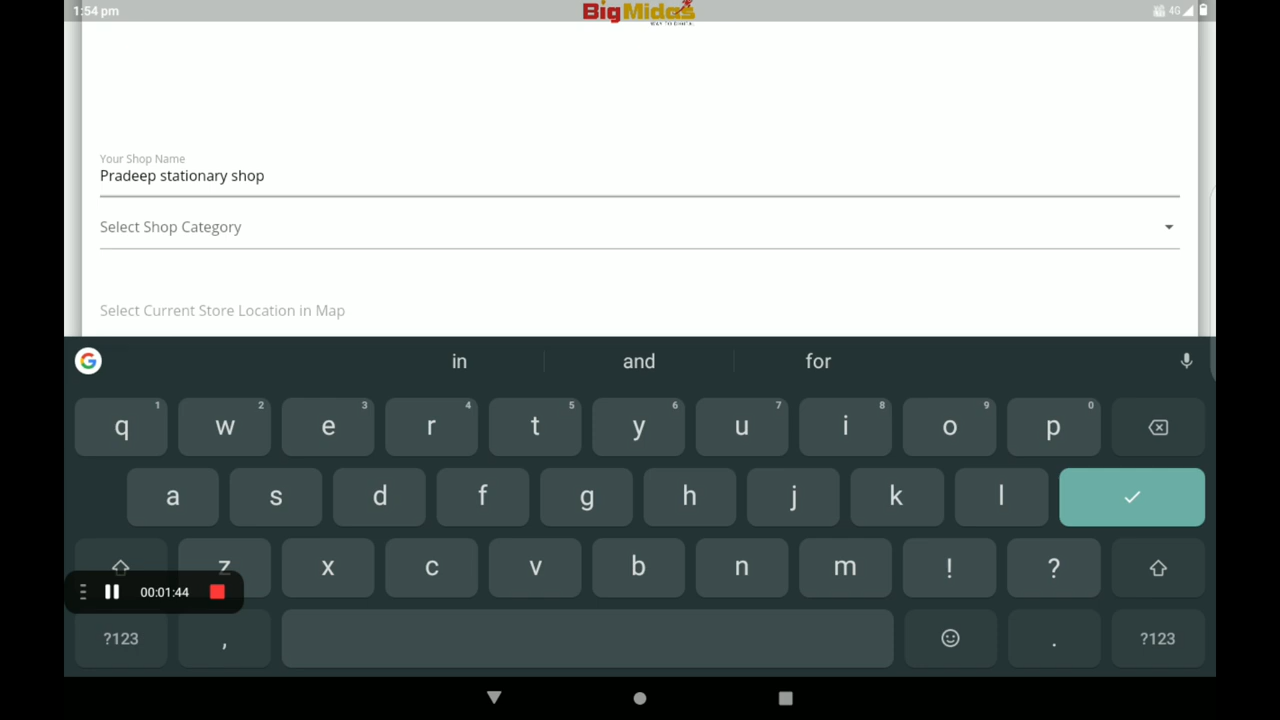 1:54 pm
BigMidas
4G
Your Shop Name
Pradeep stationary shop
Select Shop Category
Select Current Store Location in Map
in and for
1 2 3 4 5 6 7 8 9 0
q w e r t y u i o p
a s d f g h j k l
z x c v b n m ! ?
00:01:44
?123 , . ?123